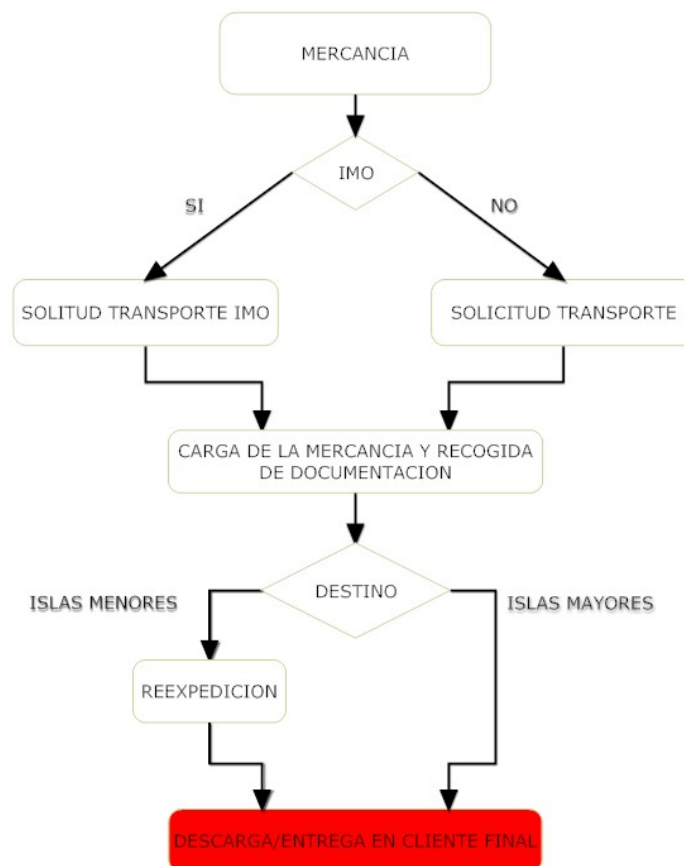 MERCANCIA
IMO
SI
NO
SOLITUD TRANSPORTE IMO
SOLICITUD TRANSPORTE
CARGA DE LA MERCANCIA Y RECOGIDA
DE DOCUMENTACION
DESTINO
ISLAS MENORES
ISLAS MAYORES
REEXPEDICION
DESCARGA/ENTREGA EN CLIENTE FINAL